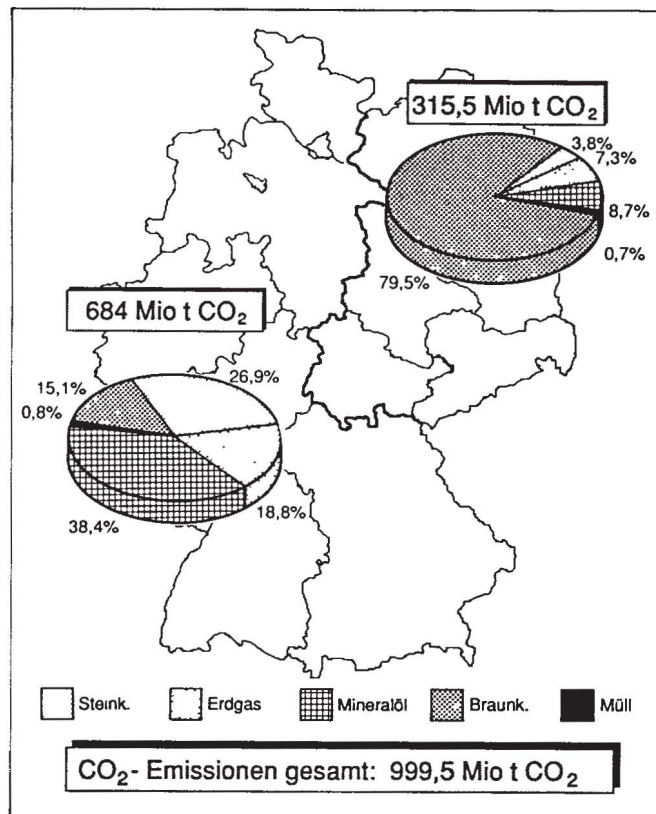 315,5 Mio t CO₂
3,8%
7,3%
8,7%
0,7%
79,5%
684 Mio t CO₂
26,9%
15,1%
0,8%
38,4%
18,8%
Steink.
Erdgas
Mineralöl
Braunk.
Müll
CO₂- Emissionen gesamt: 999,5 Mio t CO₂